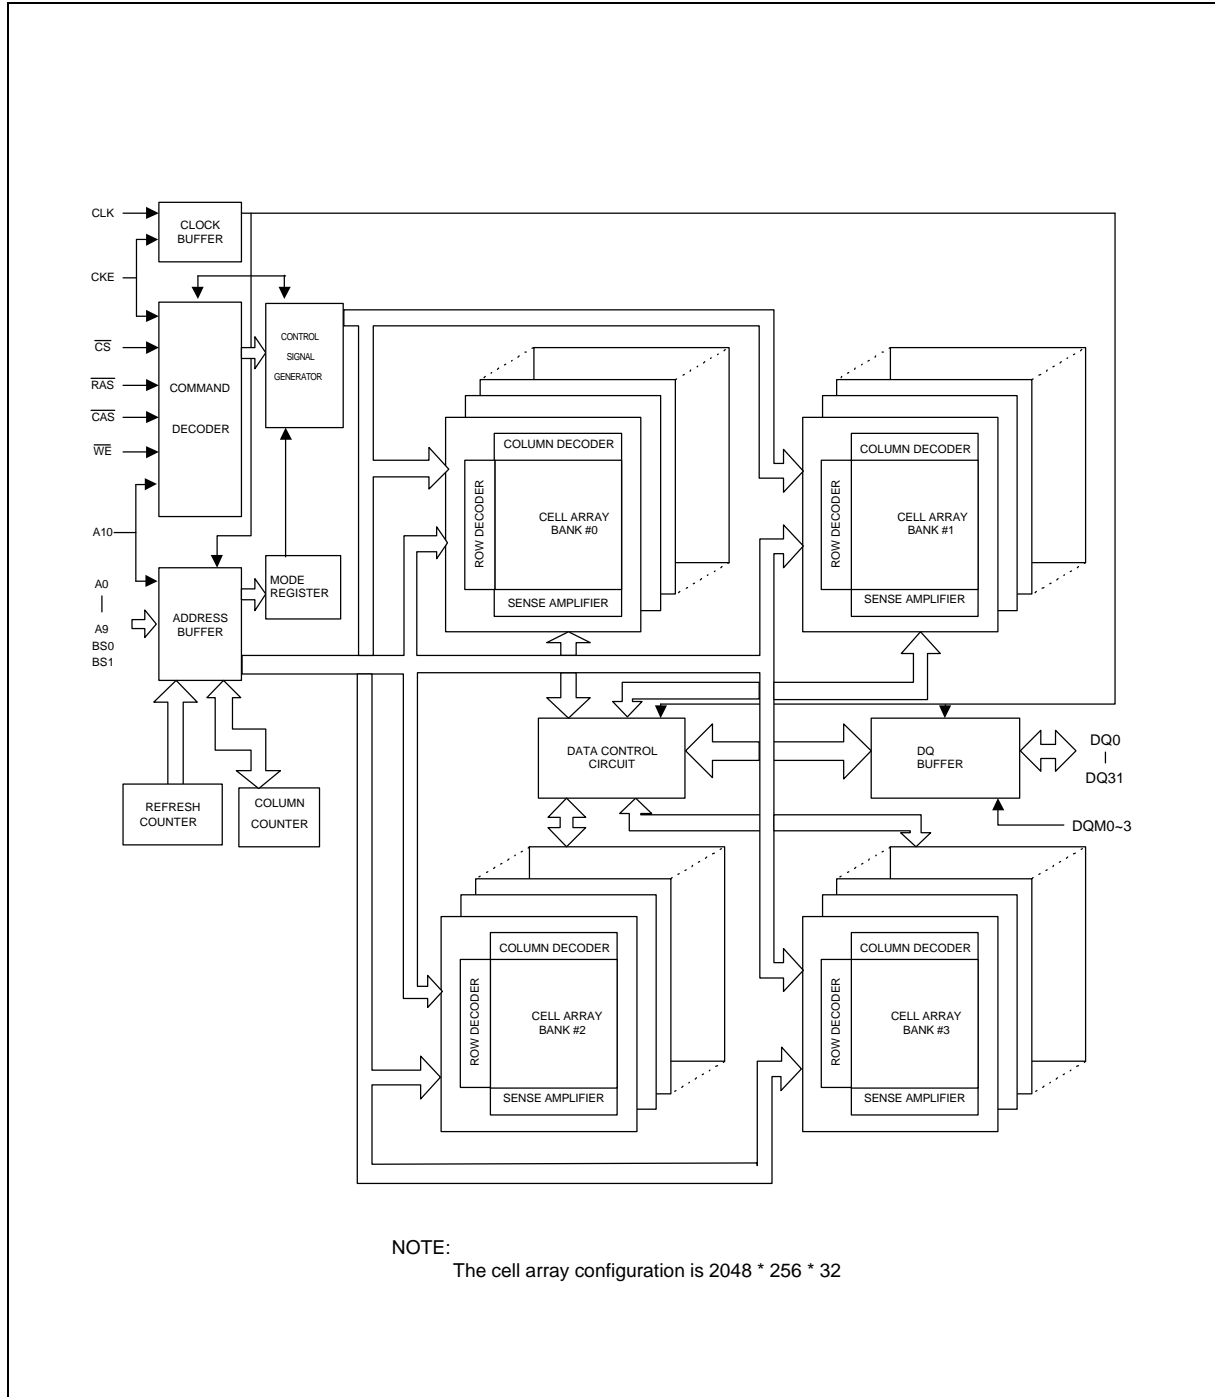 CLK
CLOCK
BUFFER
CKE
CS
RAS
CAS
WE
COMMAND
DECODER
CONTROL
SIGNAL
GENERATOR
A10
A0
A9
BS0
BS1
ADDRESS
BUFFER
MODE
REGISTER
REFRESH
COUNTER
COLUMN
COUNTER
COLUMN DECODER
ROW DECODER
CELL ARRAY
BANK #0
SENSE AMPLIFIER
COLUMN DECODER
ROW DECODER
CELL ARRAY
BANK #1
SENSE AMPLIFIER
DATA CONTROL
CIRCUIT
DQ
BUFFER
DQ0
DQ31
DQM0~3
COLUMN DECODER
ROW DECODER
CELL ARRAY
BANK #2
SENSE AMPLIFIER
COLUMN DECODER
ROW DECODER
CELL ARRAY
BANK #3
SENSE AMPLIFIER
NOTE:
The cell array configuration is 2048 * 256 * 32